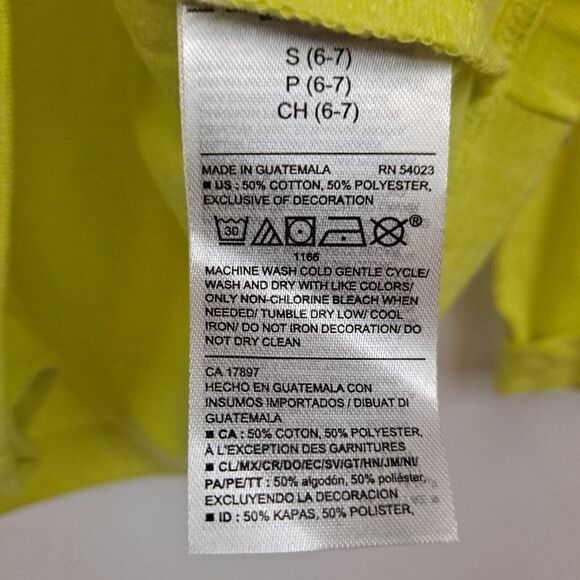 S (6-7)
P (6-7)
CH (6-7)
MADE IN GUATEMALA RN 54023
■ US : 50% COTTON, 50% POLYESTER,
EXCLUSIVE OF DECORATION
30 ®
1166
MACHINE WASH COLD GENTLE CYCLE/
WASH AND DRY WITH LIKE COLORS/
ONLY NON-CHLORINE BLEACH WHEN
NEEDED/ TUMBLE DRY LOW/ COOL
IRON/ DO NOT IRON DECORATION/ DO
NOT DRY CLEAN
CA 17897
HECHO EN GUATEMALA CON
INSUMOS IMPORTADOS / DIBUAT DI
GUATEMALA
■ CA : 50% COTON, 50% POLYESTER,
À L'EXCEPTION DES GARNITURES
■ CL/MX/CR/DO/EC/SV/GT/HN/JM/NI/
PA/PE/TT : 50% algodón, 50% poliéster,
EXCLUYENDO LA DECORACION
■ ID : 50% KAPAS, 50% POLISTER,